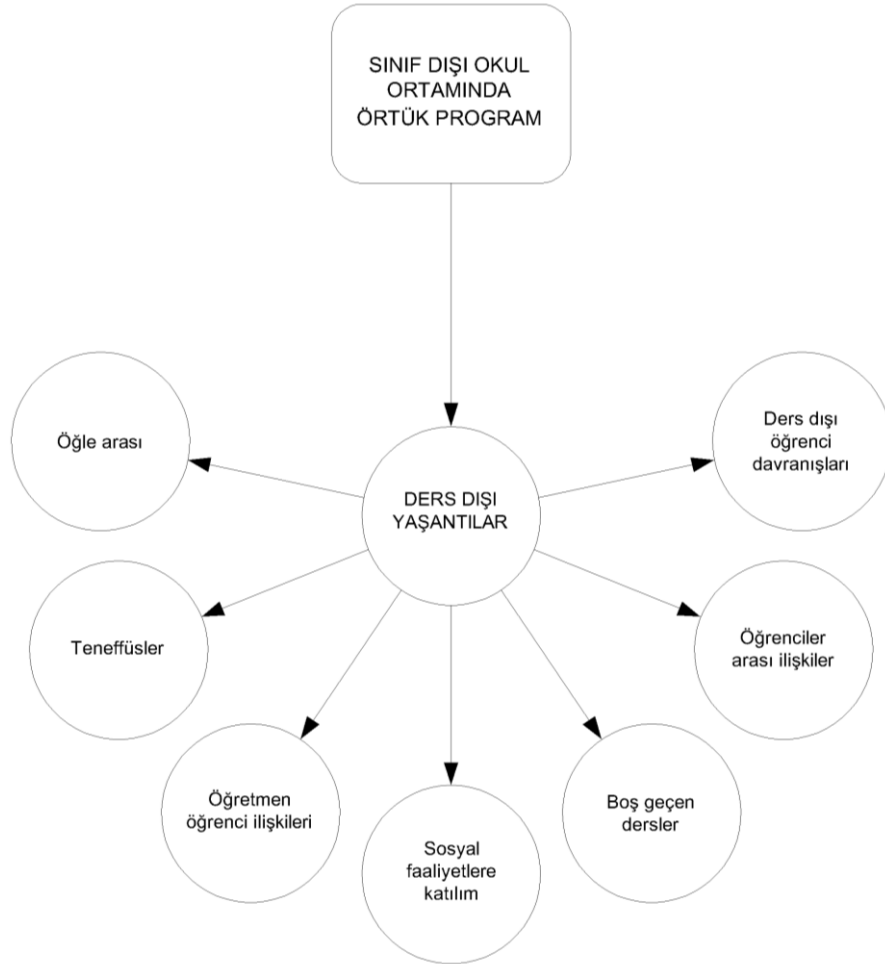 SINIF DIŞI OKUL
ORTAMINDA
ÖRTÜK PROGRAM
Öğle arası
DERS DIŞI
YAŞANTILAR
Ders dışı
öğrenci
davranışları
Teneffüsler
Öğrenciler
arası ilişkiler
Öğretmen
öğrenci ilişkileri
Sosyal
faaliyetlere
katılım
Boş geçen
dersler